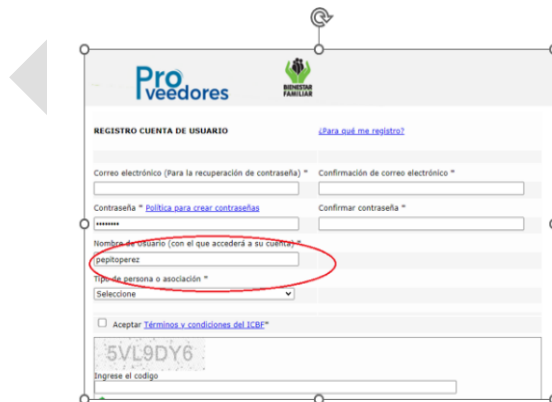 Proveedores
BIENESTAR
FAMILIAR
REGISTRO CUENTA DE USUARIO ¿Para qué me registro?
Correo electrónico (Para la recuperación de contraseña) * Confirmación de correo electrónico *
Contraseña * Política para crear contraseñas Confirmar contraseña *
••••••••
Nombre de Usuario (con el que accederá a su cuenta) *
pepitoperez
Tipo de persona o asociación *
Seleccione
Aceptar Términos y condiciones del ICBF*
5VL9DY6
Ingrese el codigo